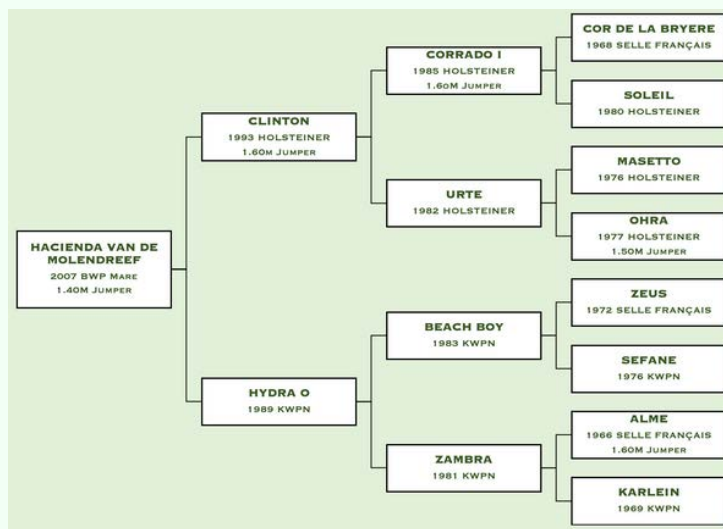 COR DE LA BRYERE
1968 SELLE FRANÇAIS
CORRADO I
1985 HOLSTEINER
1.60M JUMPER
SOLEIL
1980 HOLSTEINER
CLINTON
1993 HOLSTEINER
1.60M JUMPER
MASETTO
1976 HOLSTEINER
URTE
1982 HOLSTEINER
OHRA
1977 HOLSTEINER
1.50M JUMPER
HACIENDA VAN DE
MOLENDREEF
2007 BWP MARE
1.40M JUMPER
ZEUS
1972 SELLE FRANÇAIS
BEACH BOY
1983 KWPN
SEFANE
1976 KWPN
HYDRA O
1989 KWPN
ALME
1966 SELLE FRANÇAIS
1.60M JUMPER
ZAMBRA
1981 KWPN
KARLEIN
1969 KWPN